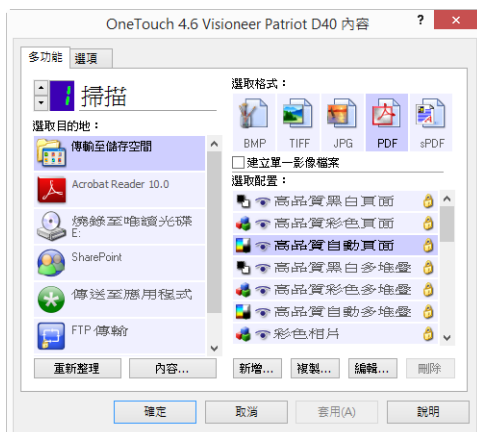 OneTouch 4.6 Visioneer Patriot D40 內容
? ×
多功能 選項
1 掃描
選取目的地：
傳輸至儲存空間
Acrobat Reader 10.0
燒錄至唯讀光碟
E:
SharePoint
傳送至應用程式
FTP 傳輸
重新整理 內容...
選取格式：
BMP TIFF JPG PDF sPDF
建立單一影像檔案
選取配置：
高品質黑白頁面
高品質彩色頁面
高品質自動頁面
高品質黑白多堆疊
高品質彩色多堆疊
高品質自動多堆疊
彩色相片
新增... 複製... 編輯... 刪除
確定 取消 套用(A) 說明